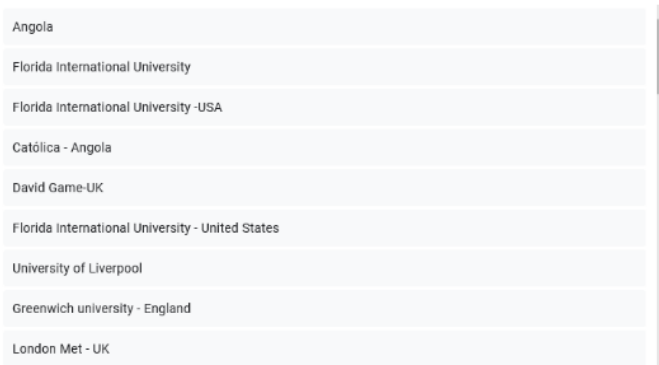 Angola
Florida International University
Florida International University -USA
Católica - Angola
David Game-UK
Florida International University - United States
University of Liverpool
Greenwich university - England
London Met - UK